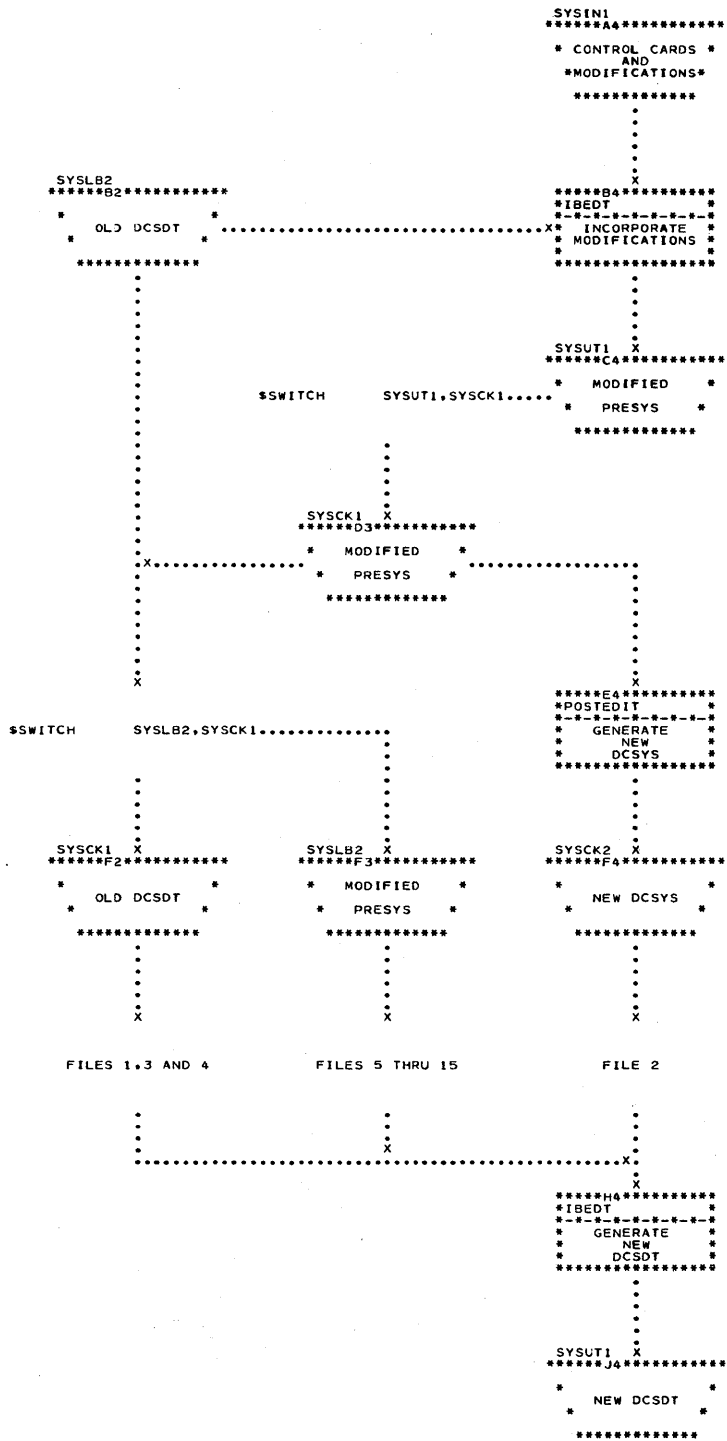 SYSIN1
******A4***********
* CONTROL CARDS *
AND
*MODIFICATIONS*
*************
SYSLB2
******B2***********
* *
OLD DCSDT
* *
*************
*****B4**********
*IBEDT *
*-*-*-*-*-*-*-*-*
X* INCORPORATE *
* MODIFICATIONS *
* *
*****************
SYSUT1 X
******C4***********
* MODIFIED *
$SWITCH SYSUT1,SYSCK1.....
* PRESYS *
*************
SYSCK1 X
******D3***********
* MODIFIED *
* PRESYS *
*************
*****E4**********
*POSTEDIT *
*-*-*-*-*-*-*-*-*
* GENERATE *
* NEW *
* DCSYS *
*****************
$SWITCH SYSLB2,SYSCK1................
SYSCK1 X
******F2***********
* *
OLD DCSDT
* *
*************
SYSLB2 X
******F3***********
* MODIFIED *
* PRESYS *
*************
SYSCK2 X
******F4***********
* *
NEW DCSYS
* *
*************
FILES 1,3 AND 4
FILES 5 THRU 15
FILE 2
*****H4**********
*IBEDT *
*-*-*-*-*-*-*-*-*
* GENERATE *
* NEW *
* DCSDT *
*****************
SYSUT1 X
******J4***********
* *
NEW DCSDT
* *
*************